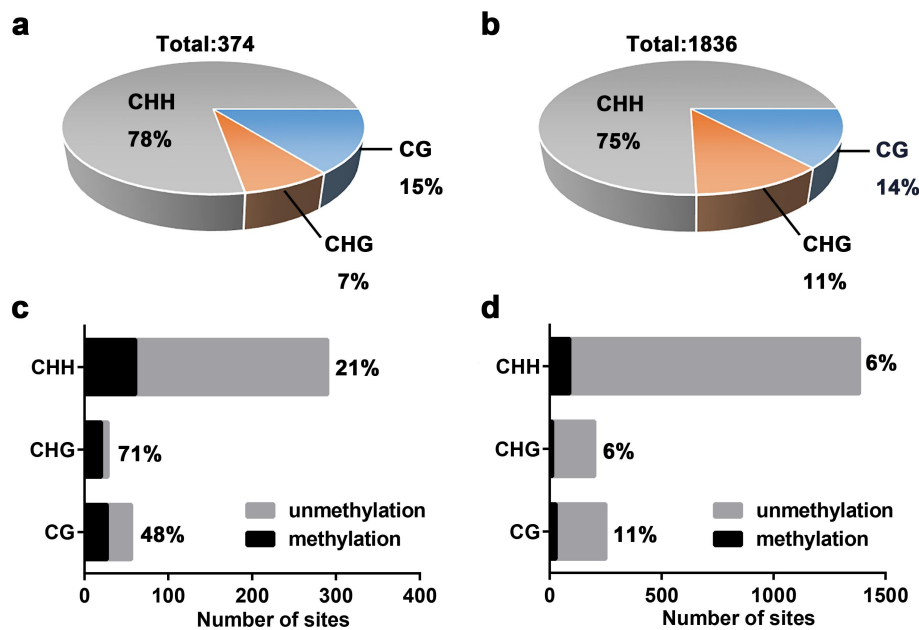 a
Total:374
CHH
78%
CG
15%
CHG
7%
b
Total:1836
CHH
75%
CG
14%
CHG
11%
c
CHH
21%
CHG
71%
CG
48%
unmethylation
methylation
0 100 200 300 400
Number of sites
d
CHH
6%
CHG
6%
CG
11%
unmethylation
methylation
0 500 1000 1500
Number of sites